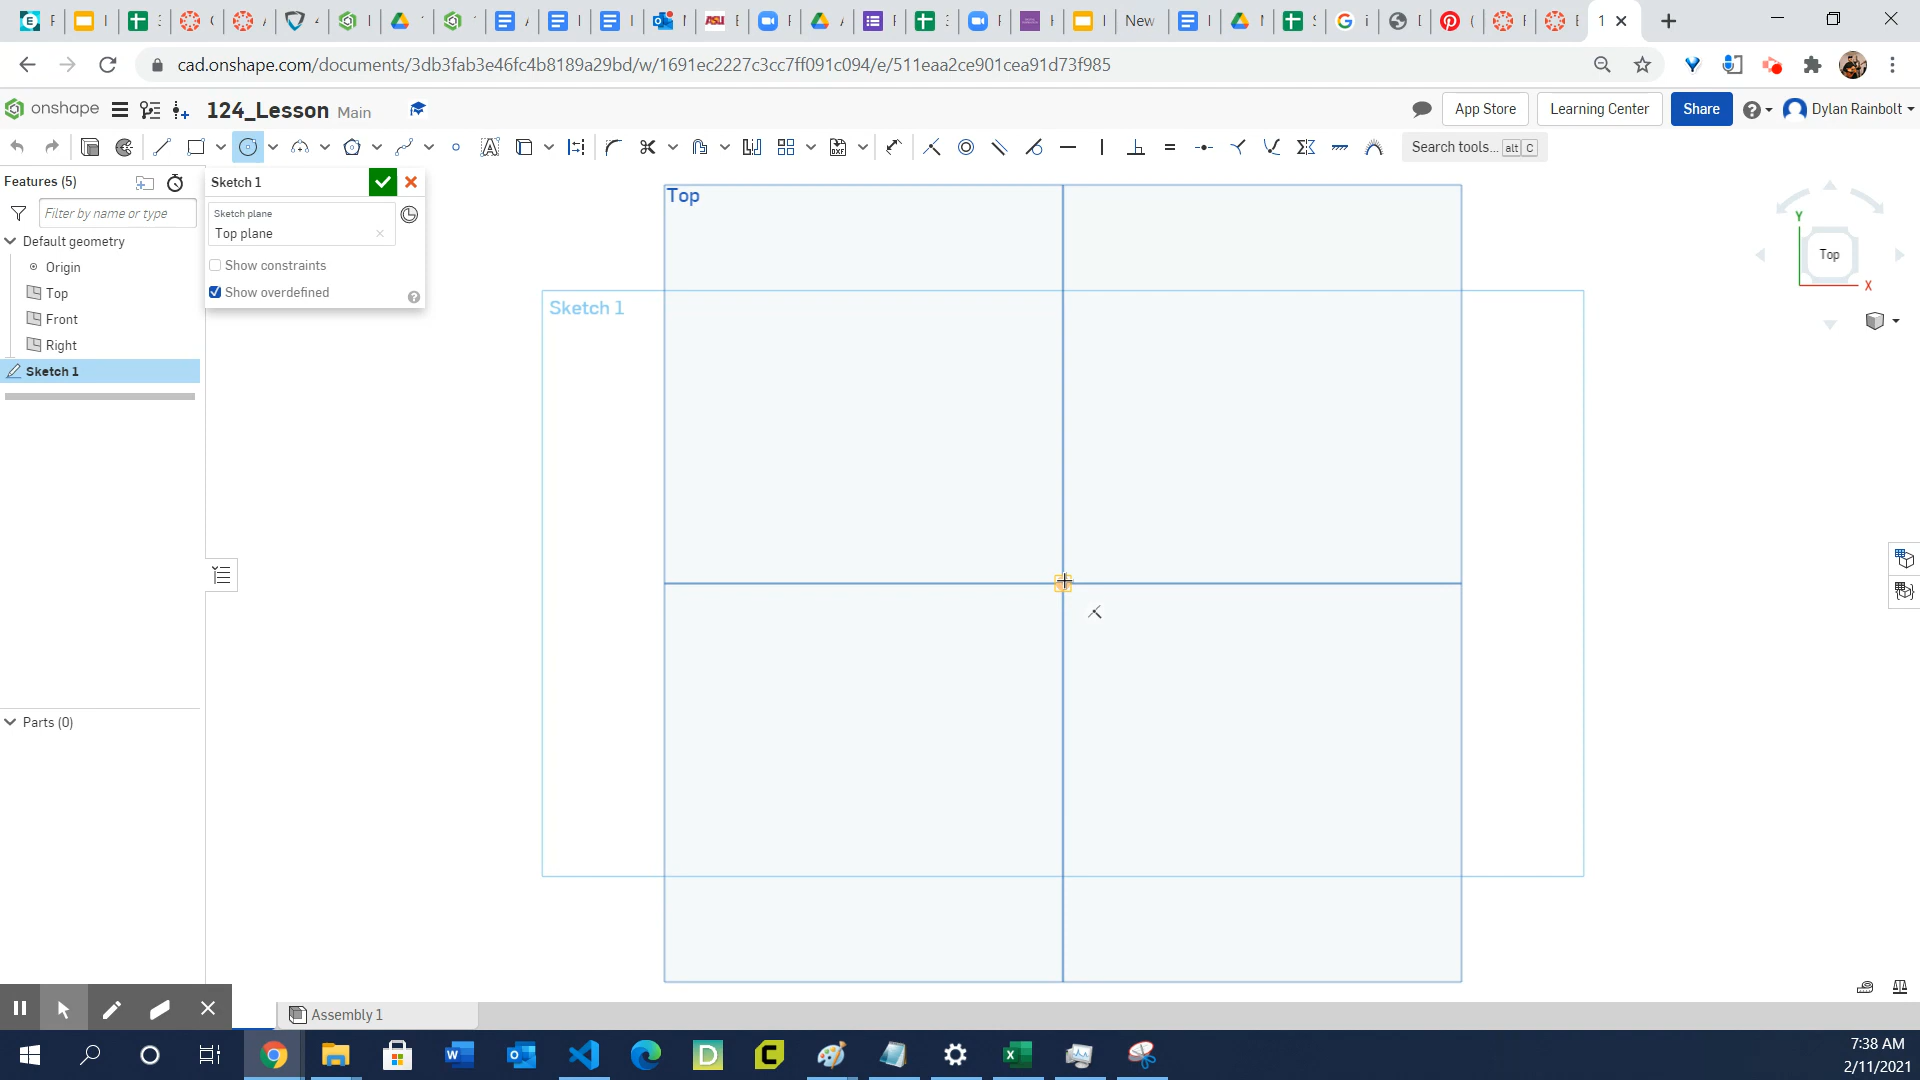 New
1
cad.onshape.com/documents/3db3fab3e46fc4b8189a29bd/w/1691ec2227c3cc7ff091c094/e/511eaa2ce901cea91d73f985
onshape
124_Lesson Main
App Store
Learning Center
Share
Dylan Rainbolt
Search tools... alt C
Features (5)
Filter by name or type
Default geometry
Origin
Top
Front
Right
Sketch 1
Parts (0)
Sketch 1
Sketch plane
Top plane
Show constraints
Show overdefined
Top
Sketch 1
Y
Top
X
Assembly 1
7:38 AM
2/11/2021